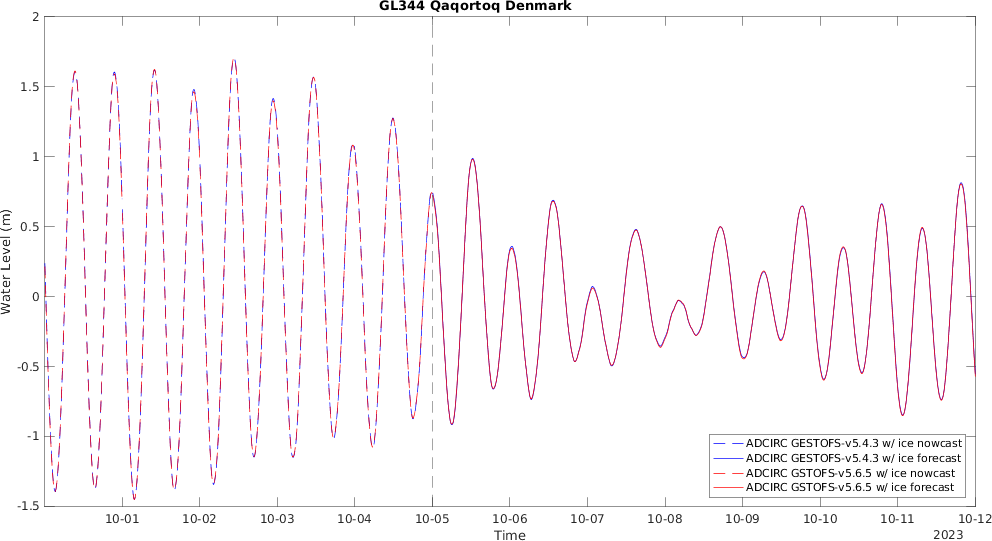 GL344 Qaqortoq Denmark
2
1.5
1
0.5
0
-0.5
-1
-1.5
Water Level (m)
ADCIRC GESTOFS-v5.4.3 w/ ice nowcast
ADCIRC GESTOFS-v5.4.3 w/ ice forecast
ADCIRC GSTOFS-v5.6.5 w/ ice nowcast
ADCIRC GSTOFS-v5.6.5 w/ ice forecast
10-01 10-02 10-03 10-04 10-05 10-06 10-07 10-08 10-09 10-10 10-11 10-12
Time
2023